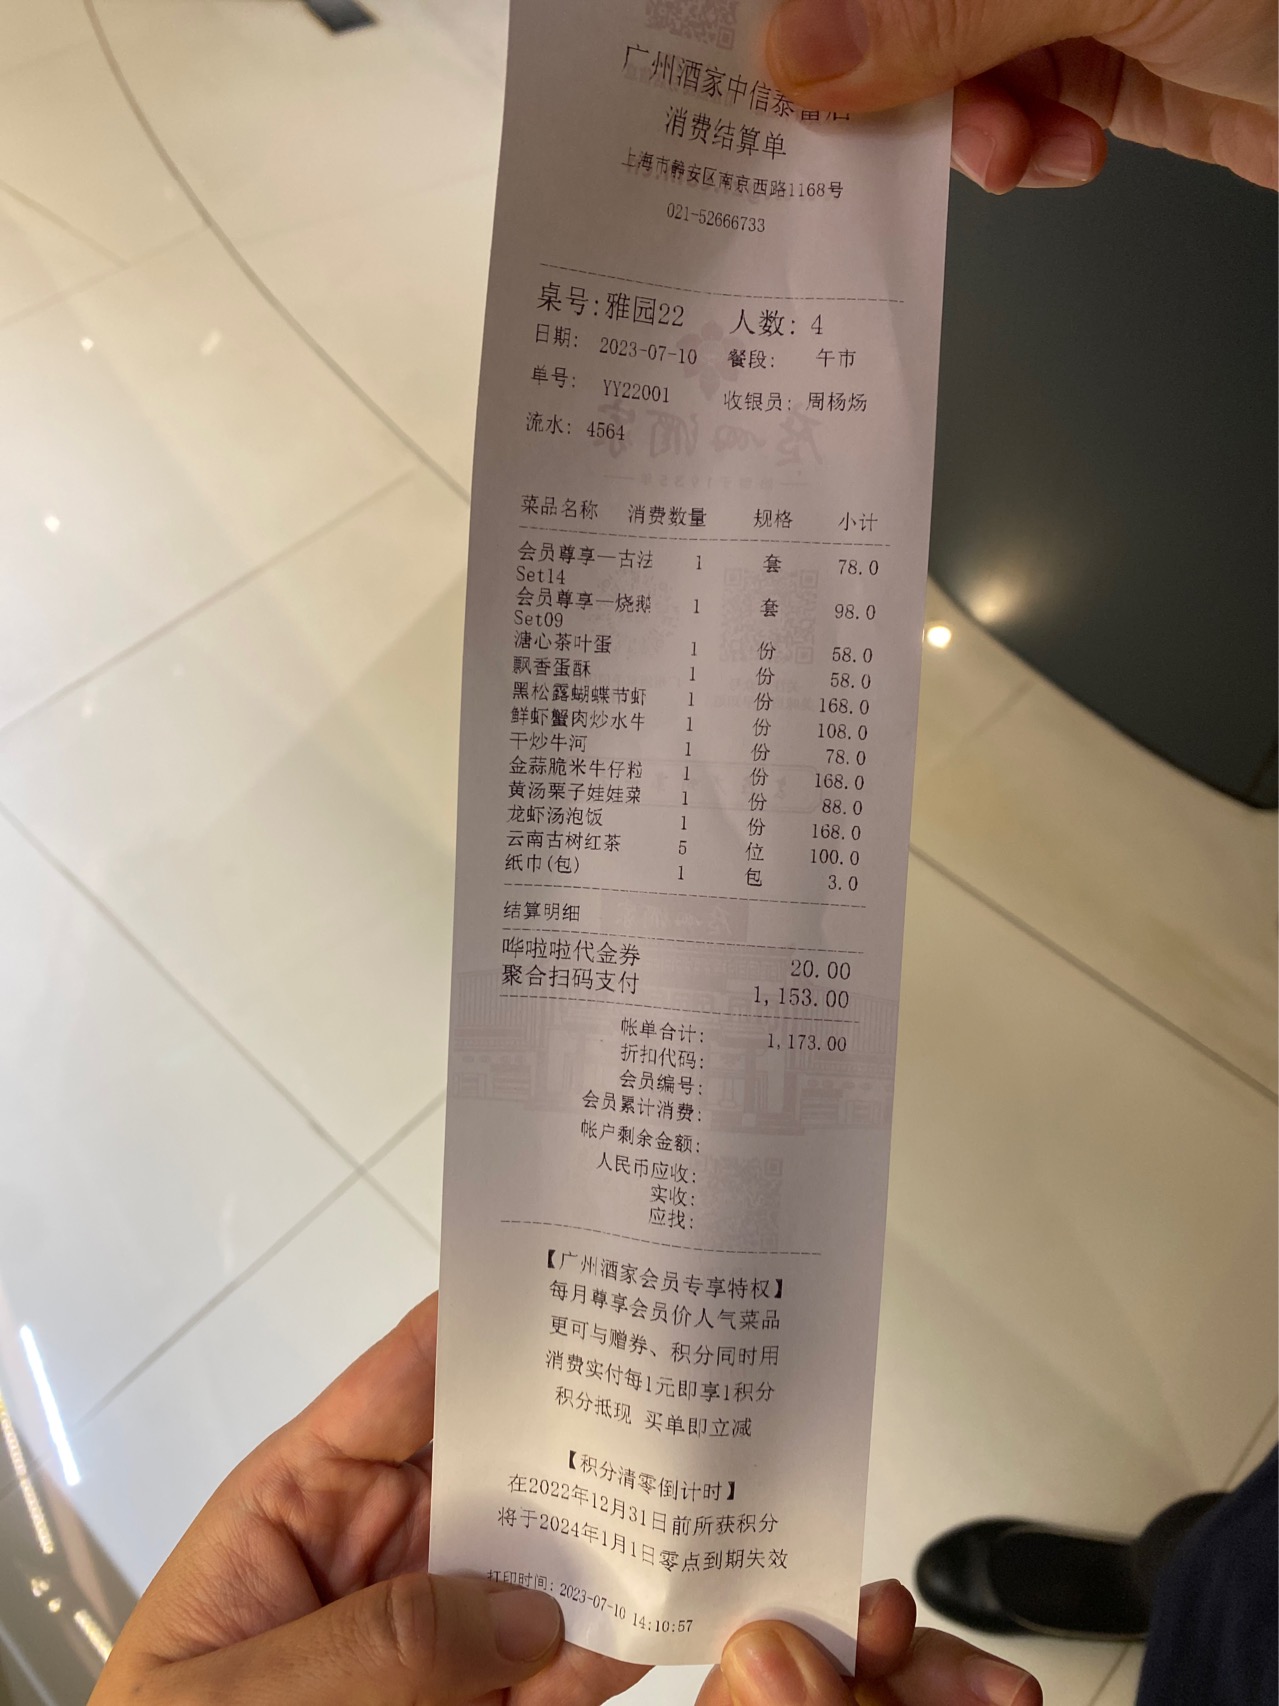 广州酒家中信泰富店
消费结算单
上海市静安区南京西路1168号
021-52666733
桌号:雅园22 人数: 4
日期: 2023-07-10 餐段: 午市
单号: YY22001 收银员: 周杨炀
流水: 4564
菜品名称 消费数量 规格 小计
会员尊享—古法 1 套 78.0
Set14
会员尊享—烧鹅 1 套 98.0
Set09
溏心茶叶蛋 1 份 58.0
飘香蛋酥 1 份 58.0
黑松露蝴蝶节虾 1 份 168.0
鲜虾蟹肉炒水牛 1 份 108.0
干炒牛河 1 份 78.0
金蒜脆米牛仔粒 1 份 168.0
黄汤栗子娃娃菜 1 份 88.0
龙虾汤泡饭 1 份 168.0
云南古树红茶 5 位 100.0
纸巾(包) 1 包 3.0
结算明细
哗啦啦代金券 20.00
聚合扫码支付 1,153.00
帐单合计: 1,173.00
折扣代码:
会员编号:
会员累计消费:
帐户剩余金额:
人民币应收:
实收:
应找:
【广州酒家会员专享特权】
每月尊享会员价人气菜品
更可与赠券、积分同时用
消费实付每1元即享1积分
积分抵现 买单即立减
【积分清零倒计时】
在2022年12月31日前所获积分
将于2024年1月1日零点到期失效
打印时间: 2023-07-10 14:10:57